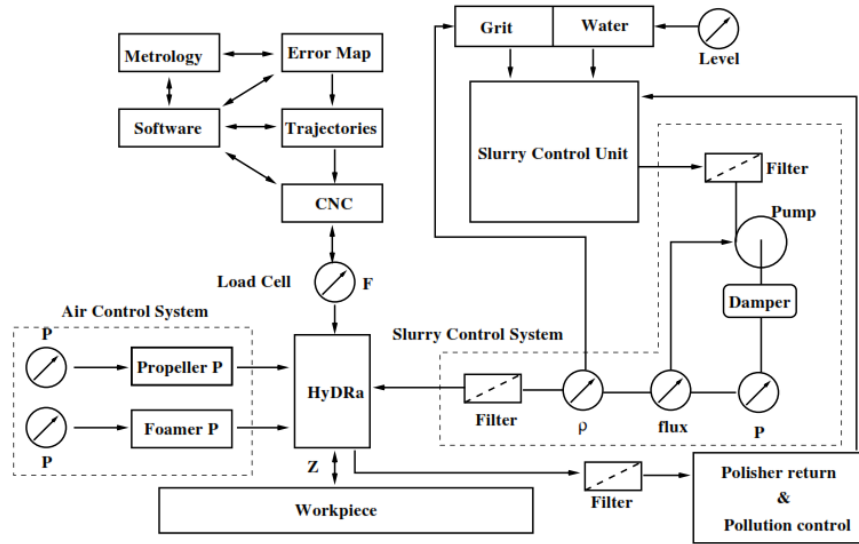 Grit
Water
Level
Metrology
Error Map
Software
Trajectories
Slurry Control Unit
Filter
CNC
Pump
Load Cell
F
Damper
Air Control System
Slurry Control System
P
Propeller P
HyDRa
Filter
ρ
flux
P
Foamer P
P
Z
Filter
Workpiece
Polisher return
&
Pollution control